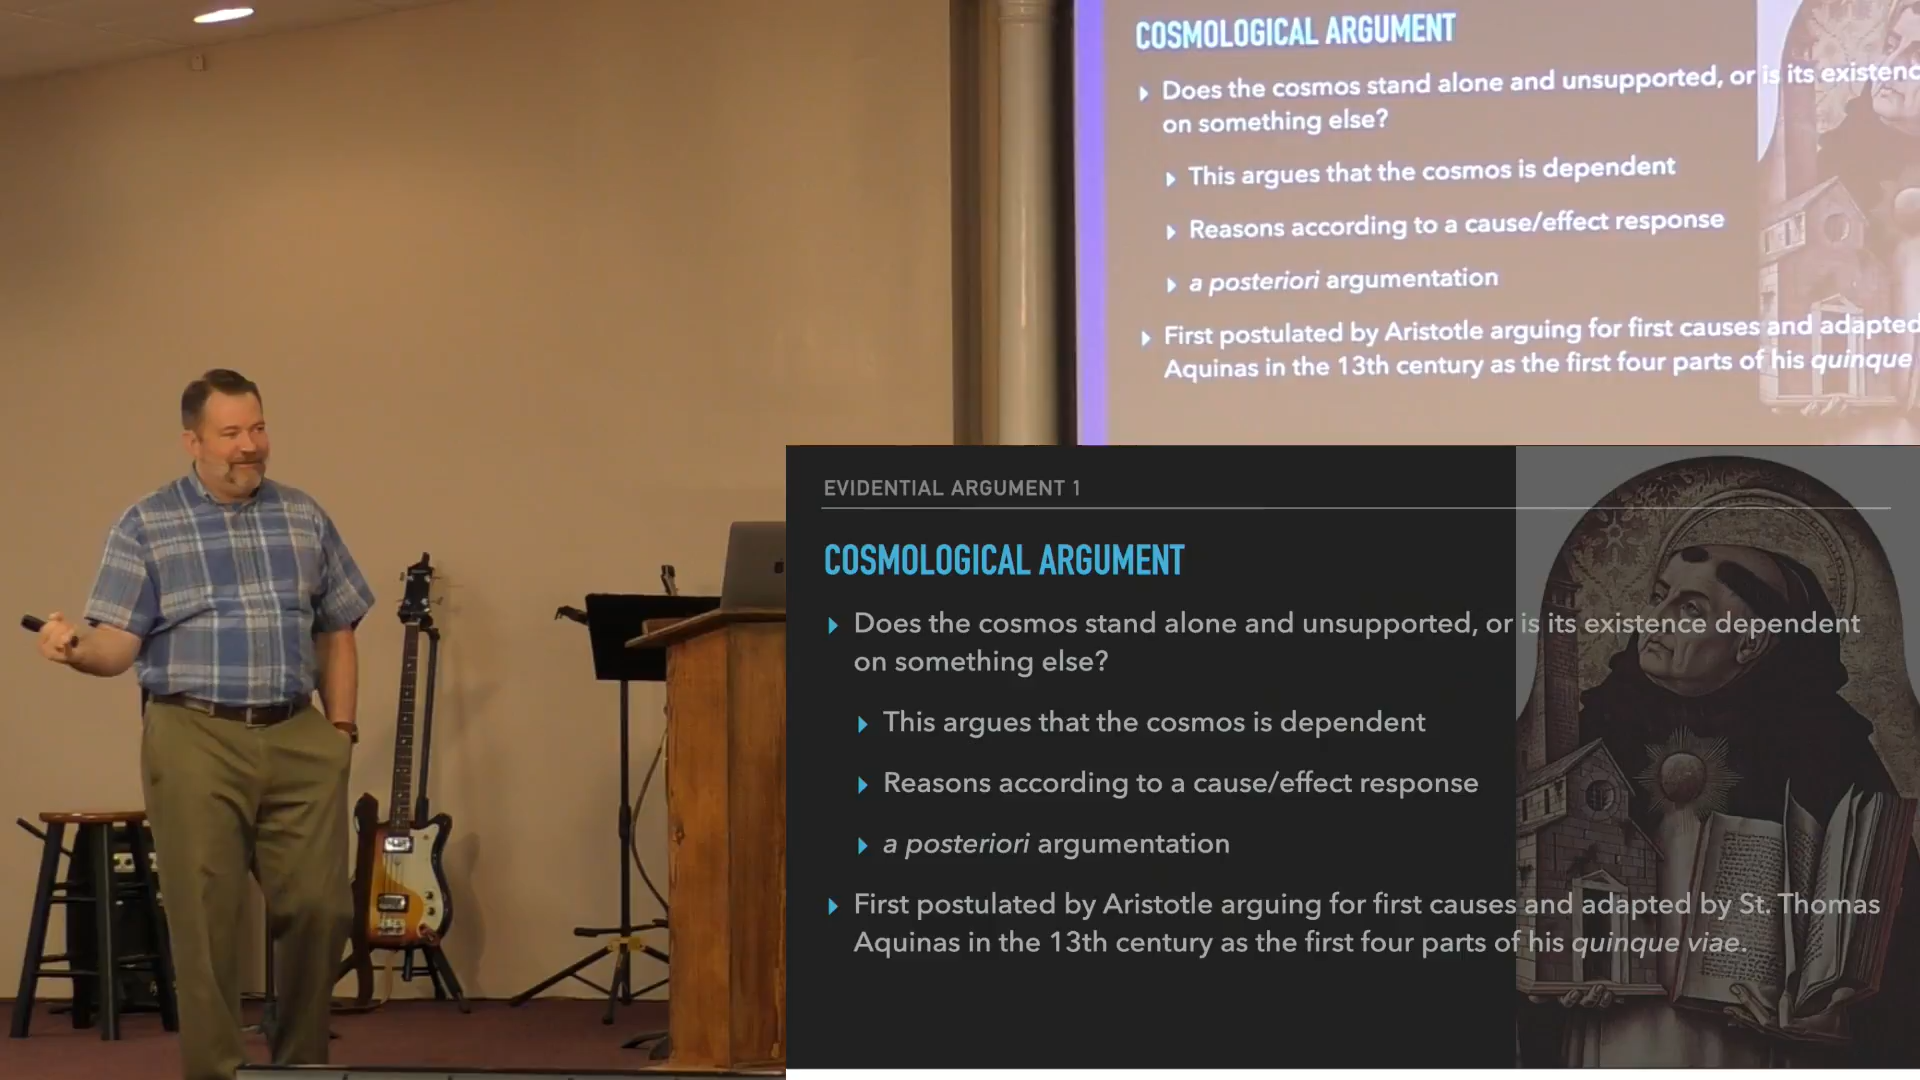 COSMOLOGICAL ARGUMENT
Does the cosmos stand alone and unsupported, or is its existenc
on something else?
This argues that the cosmos is dependent
Reasons according to a cause/effect response
a posteriori argumentation
First postulated by Aristotle arguing for first causes and adapted
Aquinas in the 13th century as the first four parts of his quinque
EVIDENTIAL ARGUMENT 1
COSMOLOGICAL ARGUMENT
Does the cosmos stand alone and unsupported, or is its existence dependent
on something else?
This argues that the cosmos is dependent
Reasons according to a cause/effect response
a posteriori argumentation
First postulated by Aristotle arguing for first causes and adapted by St. Thomas
Aquinas in the 13th century as the first four parts of his quinque viae.